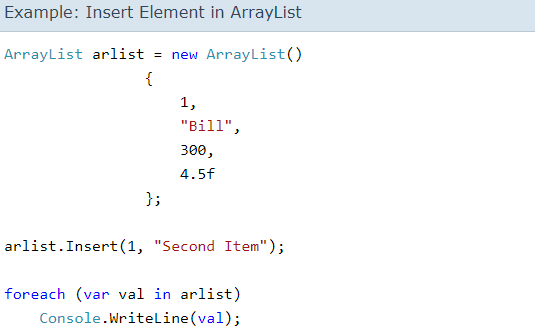 Example: Insert Element in ArrayList
ArrayList arlist = new ArrayList()
{
1,
"Bill",
300,
4.5f
};
arlist.Insert(1, "Second Item");
foreach (var val in arlist)
Console.WriteLine(val);